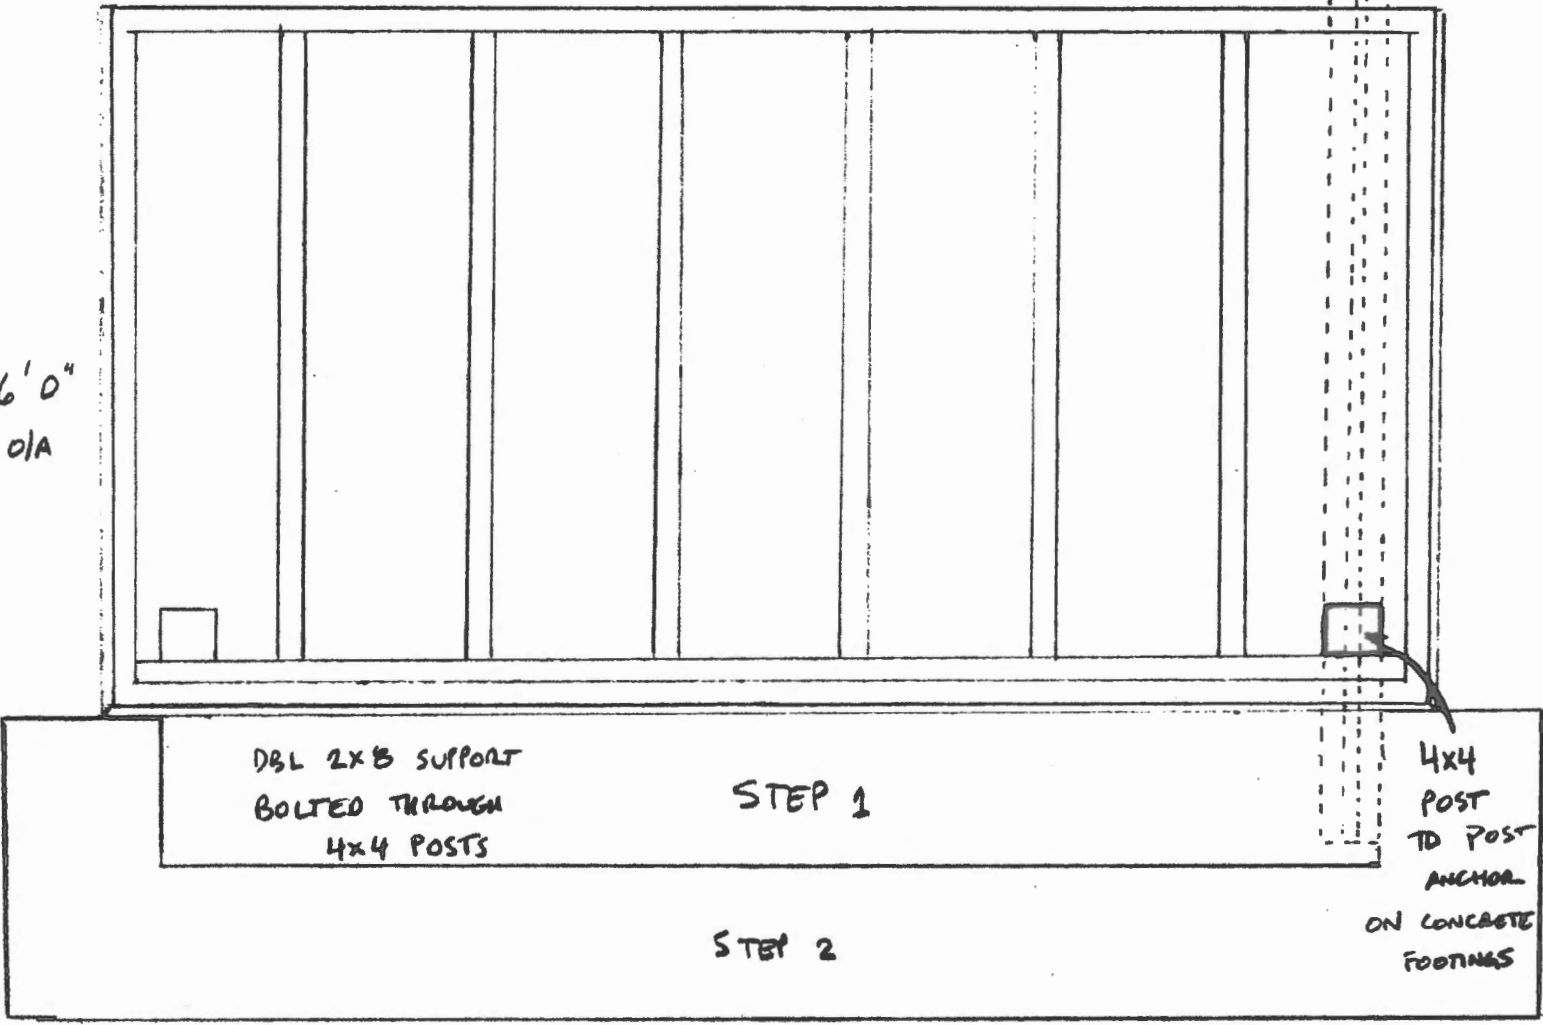 6'0"
O/A
DBL 2x8 SUPPORT
BOLTED THROUGH
4x4 POSTS
STEP 1
4x4
POST
TO POST
ANCHOR
ON CONCRETE
FOOTINGS
STEP 2